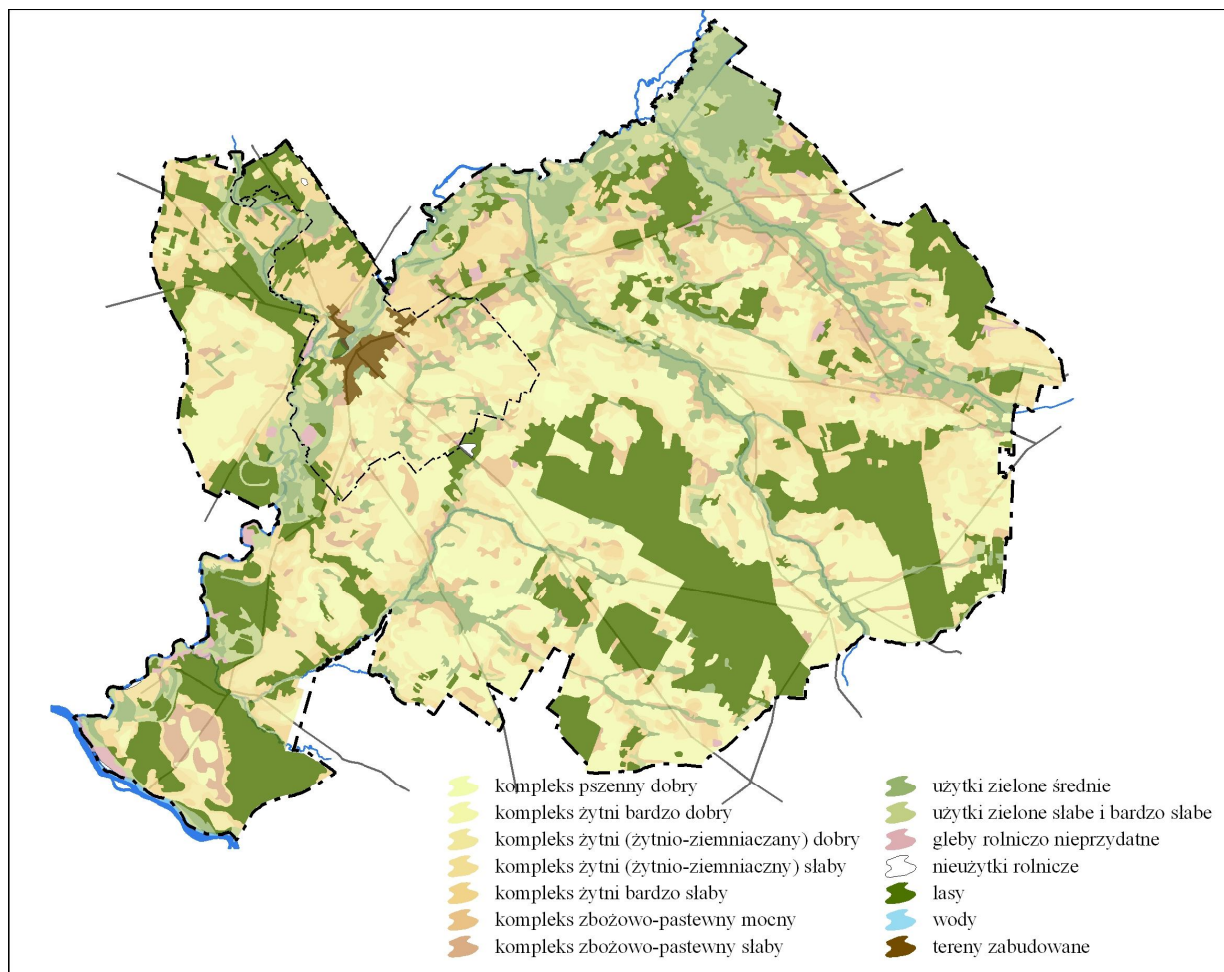 kompleks pszenny dobry
kompleks żytni bardzo dobry
kompleks żytni (żytnio-ziemniaczany) dobry
kompleks żytni (żytnio-ziemniaczny) słaby
kompleks żytni bardzo słaby
kompleks zbożowo-pastewny mocny
kompleks zbożowo-pastewny słaby
użytki zielone średnie
użytki zielone słabe i bardzo słabe
gleby rolniczo nieprzydatne
nieużytki rolnicze
lasy
wody
tereny zabudowane